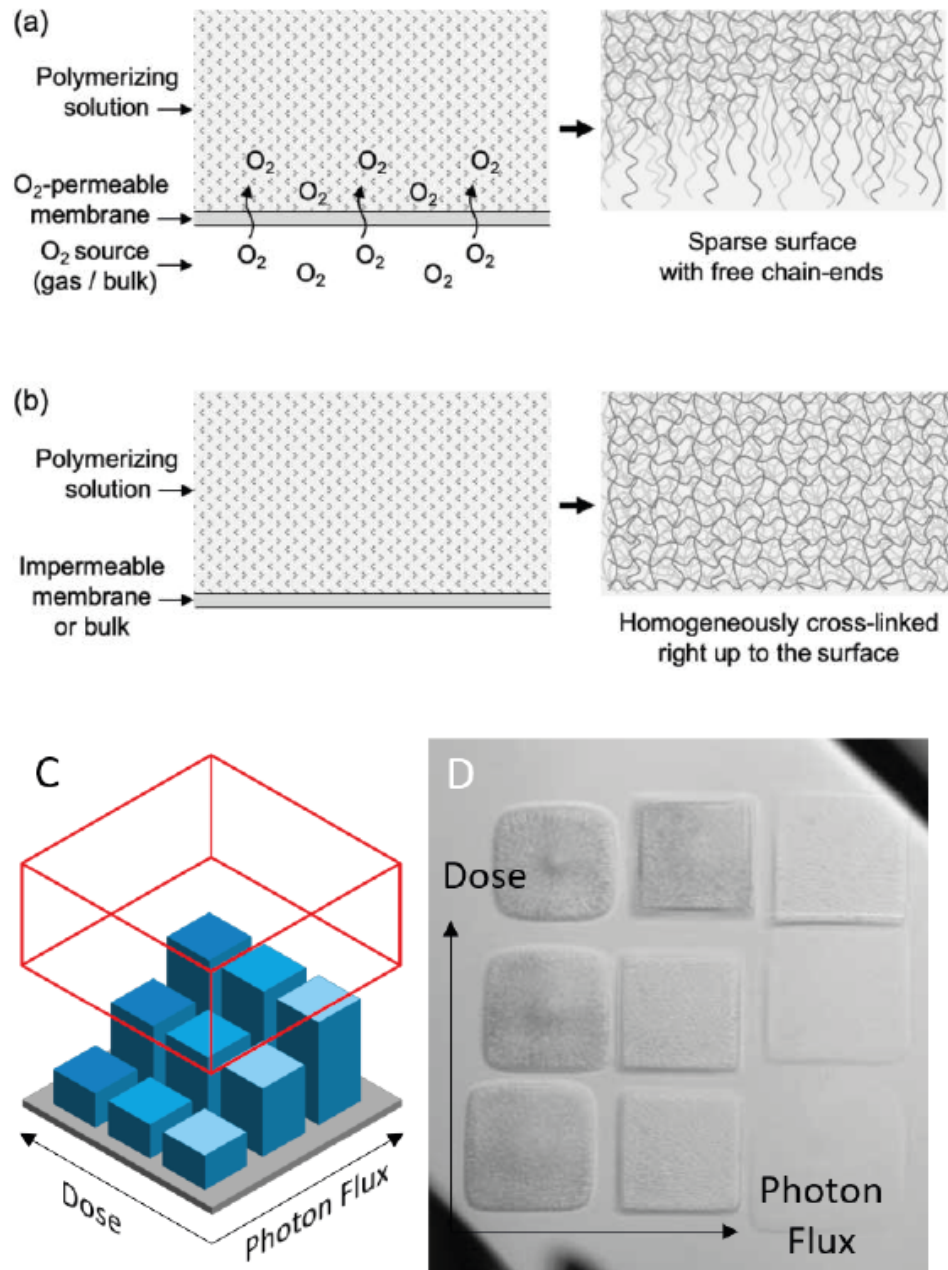 (a)
Polymerizing
solution
O₂-permeable
membrane
O₂ source
(gas / bulk)
O₂ O₂ O₂
O₂ O₂
O₂ O₂ O₂
O₂ O₂
Sparse surface
with free chain-ends
(b)
Polymerizing
solution
Impermeable
membrane
or bulk
Homogeneously cross-linked
right up to the surface
C
Dose
Photon Flux
D
Dose
Photon
Flux